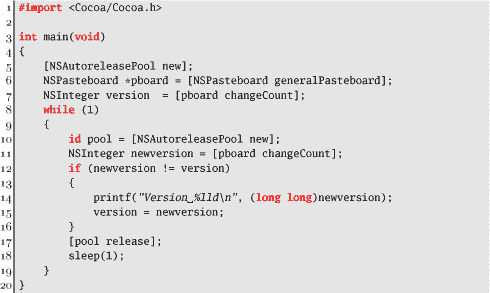 1 #import <Cocoa/Cocoa.h>
2
3 int main(void)
4 {
5     [NSAutoreleasePool new];
6     NSPasteboard *pboard = [NSPasteboard generalPasteboard];
7     NSInteger version  = [pboard changeCount];
8     while (1)
9     {
10         id pool = [NSAutoreleasePool new];
11         NSInteger newversion = [pboard changeCount];
12         if (newversion != version)
13         {
14             printf("Version␣%lld\n", (long long)newversion);
15             version = newversion;
16         }
17         [pool release];
18         sleep(1);
19     }
20 }